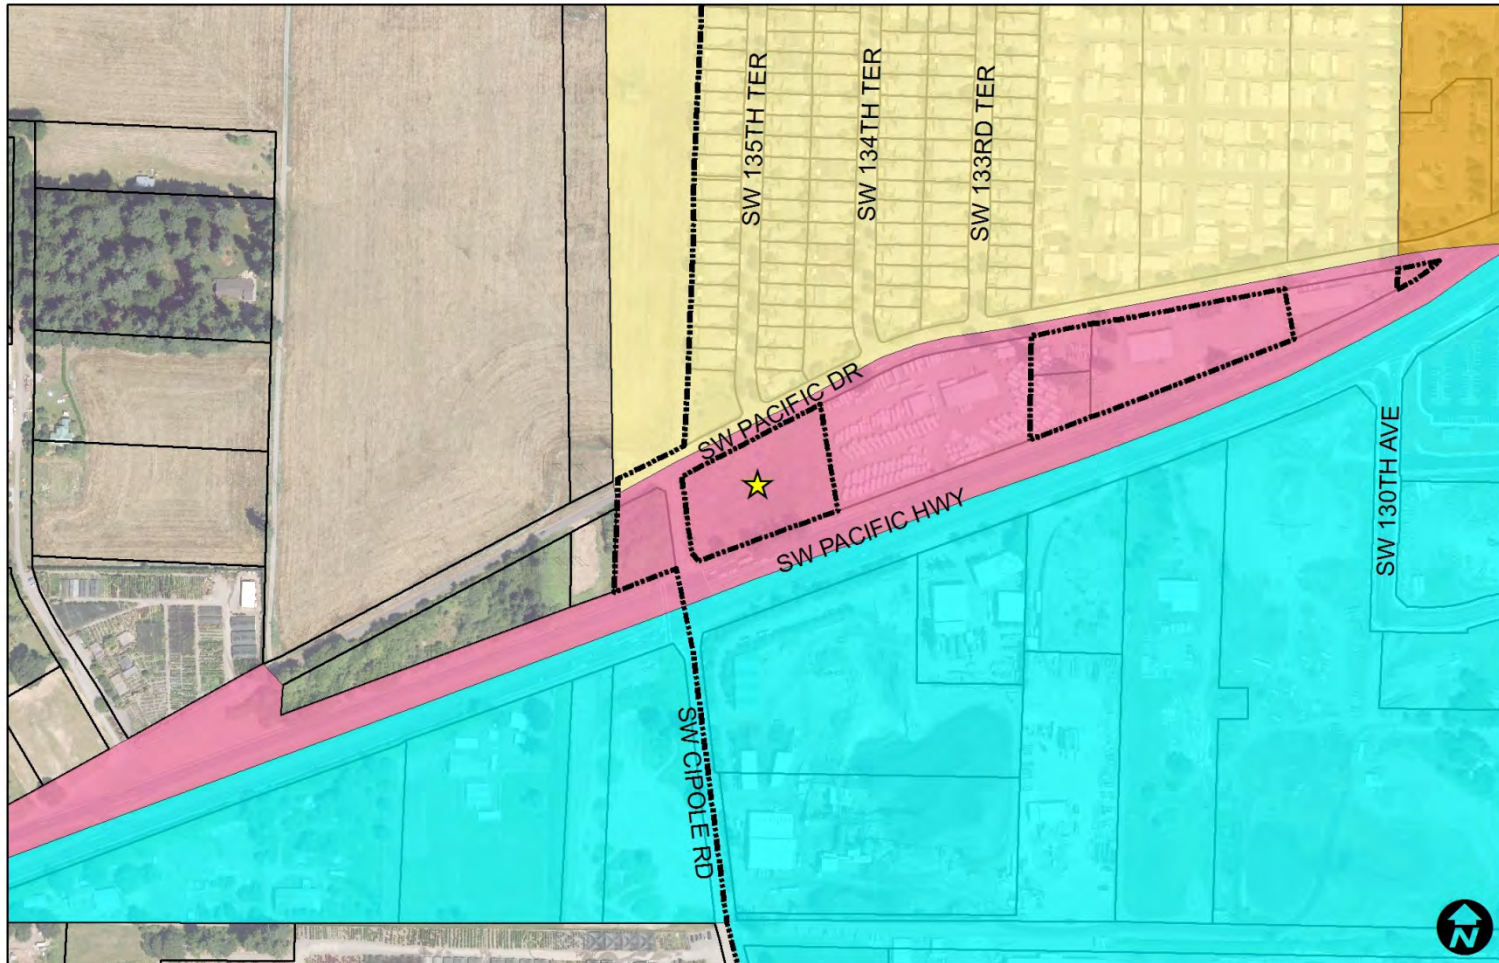 SW 135TH TER
SW 134TH TER
SW 133RD TER
SW PACIFIC DR
SW PACIFIC HWY
SW 130TH AVE
SW CIPOLE RD
N